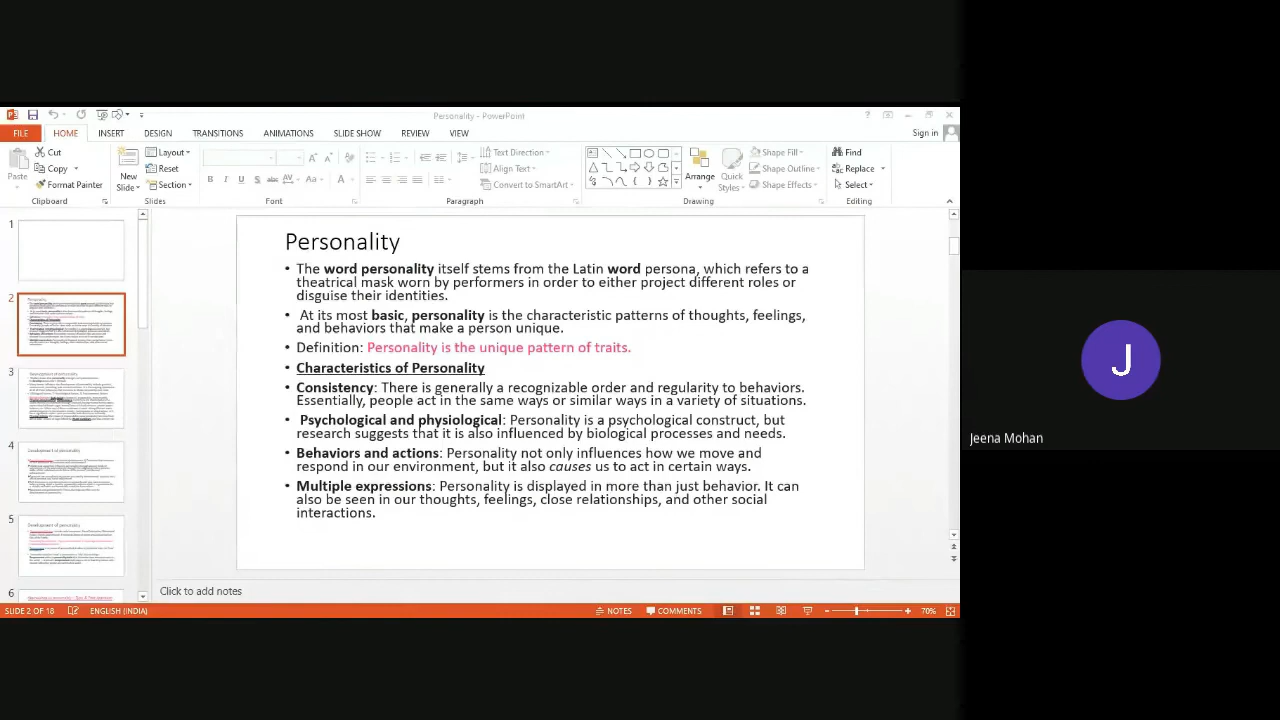 Personality - PowerPoint
Sign in
FILE HOME INSERT DESIGN TRANSITIONS ANIMATIONS SLIDE SHOW REVIEW VIEW
Paste
Cut
Copy
Format Painter
Clipboard
New
Slide
Layout
Reset
Section
Slides
Font
Text Direction
Align Text
Convert to SmartArt
Paragraph
Arrange
Quick
Styles
Shape Fill
Shape Outline
Shape Effects
Drawing
Find
Replace
Select
Editing
1
2
3
4
5
6
Personality
• The word personality itself stems from the Latin word persona, which refers to a
theatrical mask worn by performers in order to either project different roles or
disguise their identities.
• At its most basic, personality is the characteristic patterns of thoughts, feelings,
and behaviors that make a person unique.
• Definition: Personality is the unique pattern of traits.
• Characteristics of Personality
• Consistency: There is generally a recognizable order and regularity to behaviors.
Essentially, people act in the same ways or similar ways in a variety of situations.
• Psychological and physiological: Personality is a psychological construct, but
research suggests that it is also influenced by biological processes and needs.
• Behaviors and actions: Personality not only influences how we move and
respond in our environment, but it also causes us to act in certain ways.
• Multiple expressions: Personality is displayed in more than just behavior. It can
also be seen in our thoughts, feelings, close relationships, and other social
interactions.
Click to add notes
SLIDE 2 OF 18 ENGLISH (INDIA) NOTES COMMENTS 70%
J
Jeena Mohan